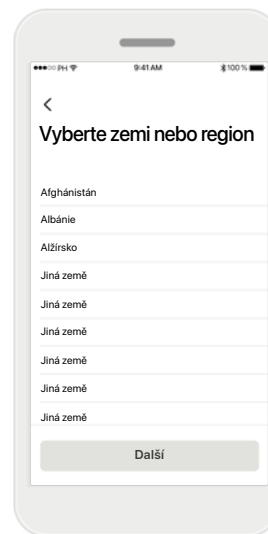 PH 9:41 AM 100 %
Vyberte zemi nebo region
Afghánistán
Albánie
Alžírsko
Jiná země
Jiná země
Jiná země
Jiná země
Jiná země
Jiná země
Další